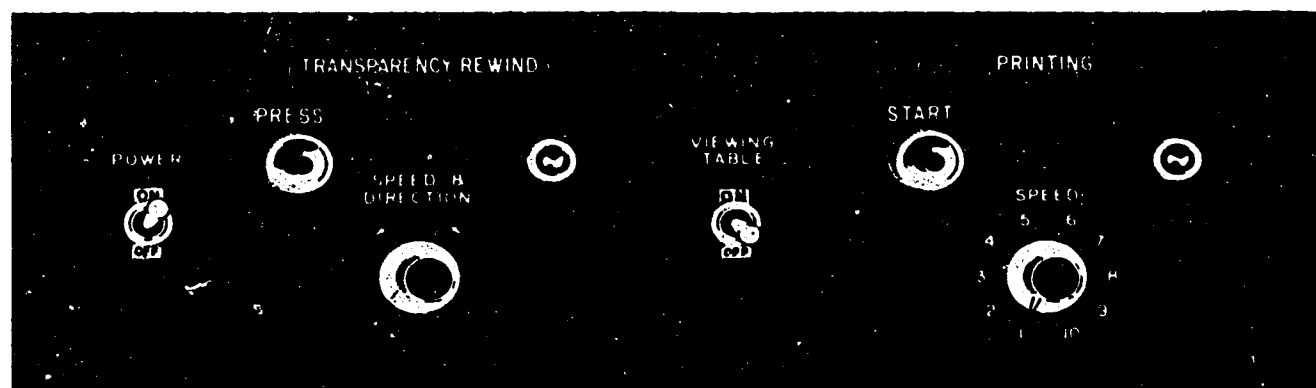 TRANSPARENCY REWIND
PRINTING
PRESS
START
POWER
VIEWING
TABLE
SPEED &
DIRECTION
SPEED
ON
OFF
ON
OFF
5 6
4 7
3 8
2 9
1 10